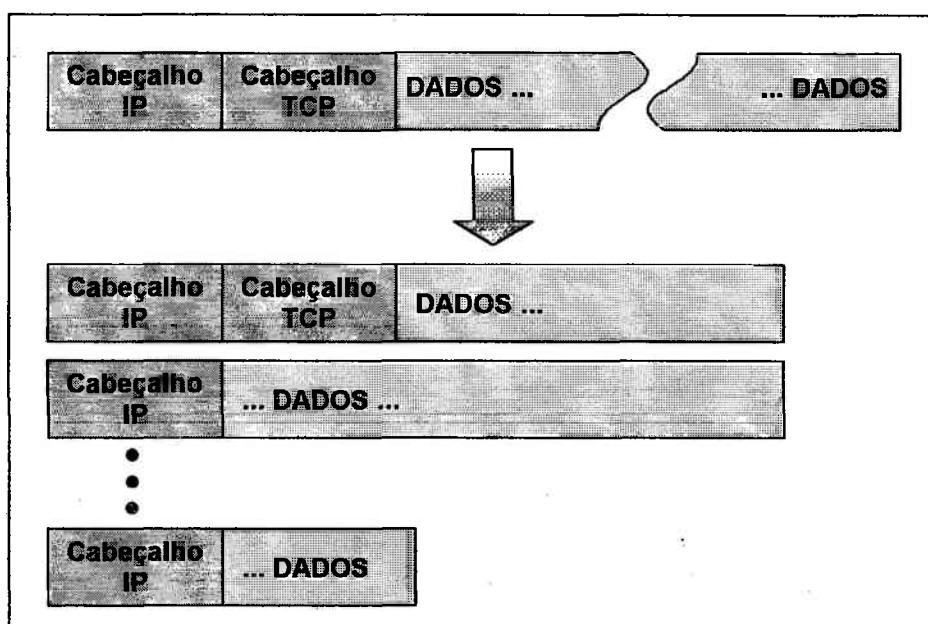 Cabeçalho
IP
Cabeçalho
TCP
DADOS ...
... DADOS
Cabeçalho
IP
Cabeçalho
TCP
DADOS ...
Cabeçalho
IP
... DADOS ...
Cabeçalho
IP
... DADOS